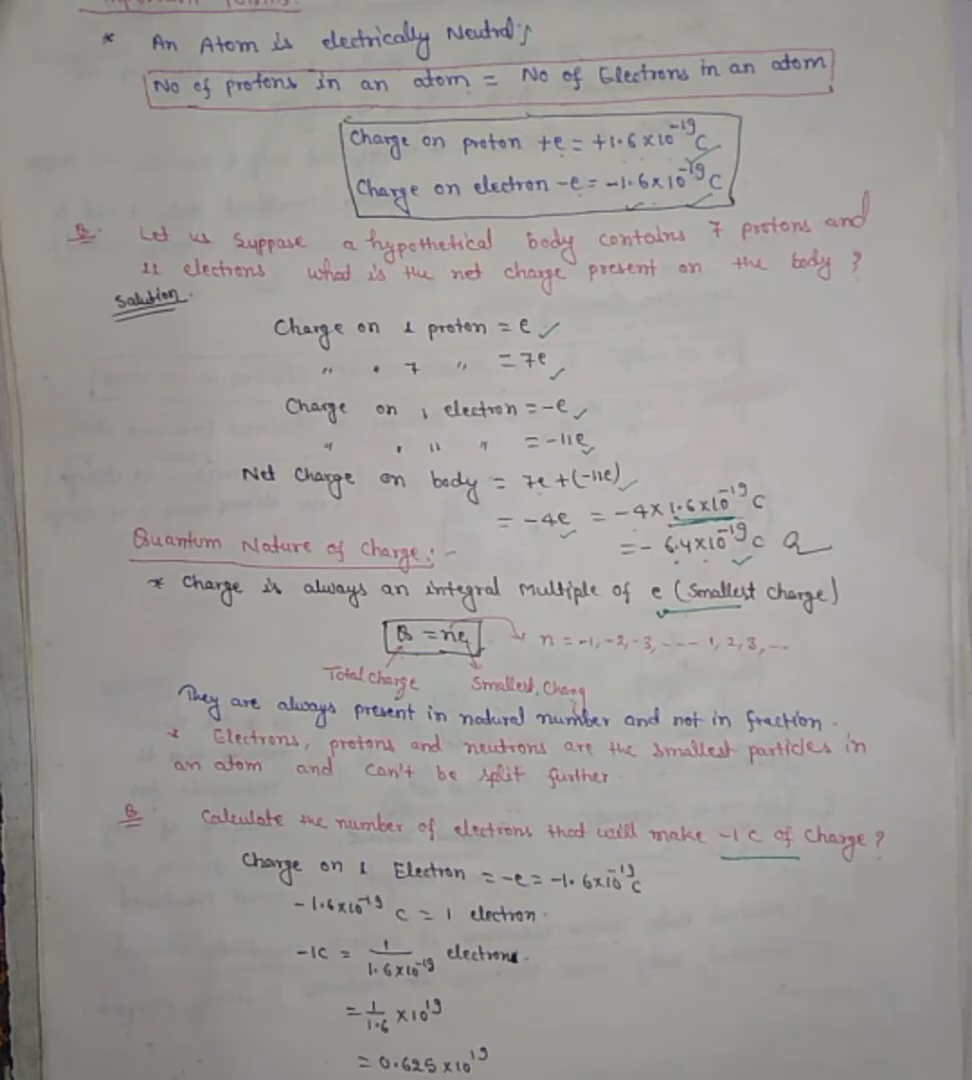 Important Points:
* An Atom is electrically Neutral;
No of protons in an atom = No of Electrons in an atom
Charge on proton +e = +1.6×10⁻¹⁹C
Charge on electron -e = -1.6×10⁻¹⁹C
Q. Let us Suppose a hypothetical body contains 7 protons and
11 electrons what is the net charge present on the body ?
Solution.
Charge on 1 proton = e ✓
" " 7 " = 7e ✓
Charge on 1 electron = -e ✓
" " 11 " = -11e ✓
Net Charge on body = 7e + (-11e) ✓
= -4e = -4 × 1.6×10⁻¹⁹ C
= - 6.4×10⁻¹⁹ C
Quantum Nature of Charge:-
* Charge is always an integral multiple of e (Smallest charge)
Q = ne n = -1, -2, -3, ---- 1, 2, 3, --
Total charge Smallest Charg
They are always present in natural number and not in fraction.
* Electrons, protons and neutrons are the smallest particles in
an atom and can't be split further.
Q Calculate the number of electrons that will make -1 C of Charge ?
Charge on 1 Electron = -e = -1.6×10⁻¹⁹C
-1.6×10⁻¹⁹ C = 1 electron.
-1C = 1/1.6×10⁻¹⁹ electrons.
= 1/1.6 ×10¹⁹
= 0.625 ×10¹⁹